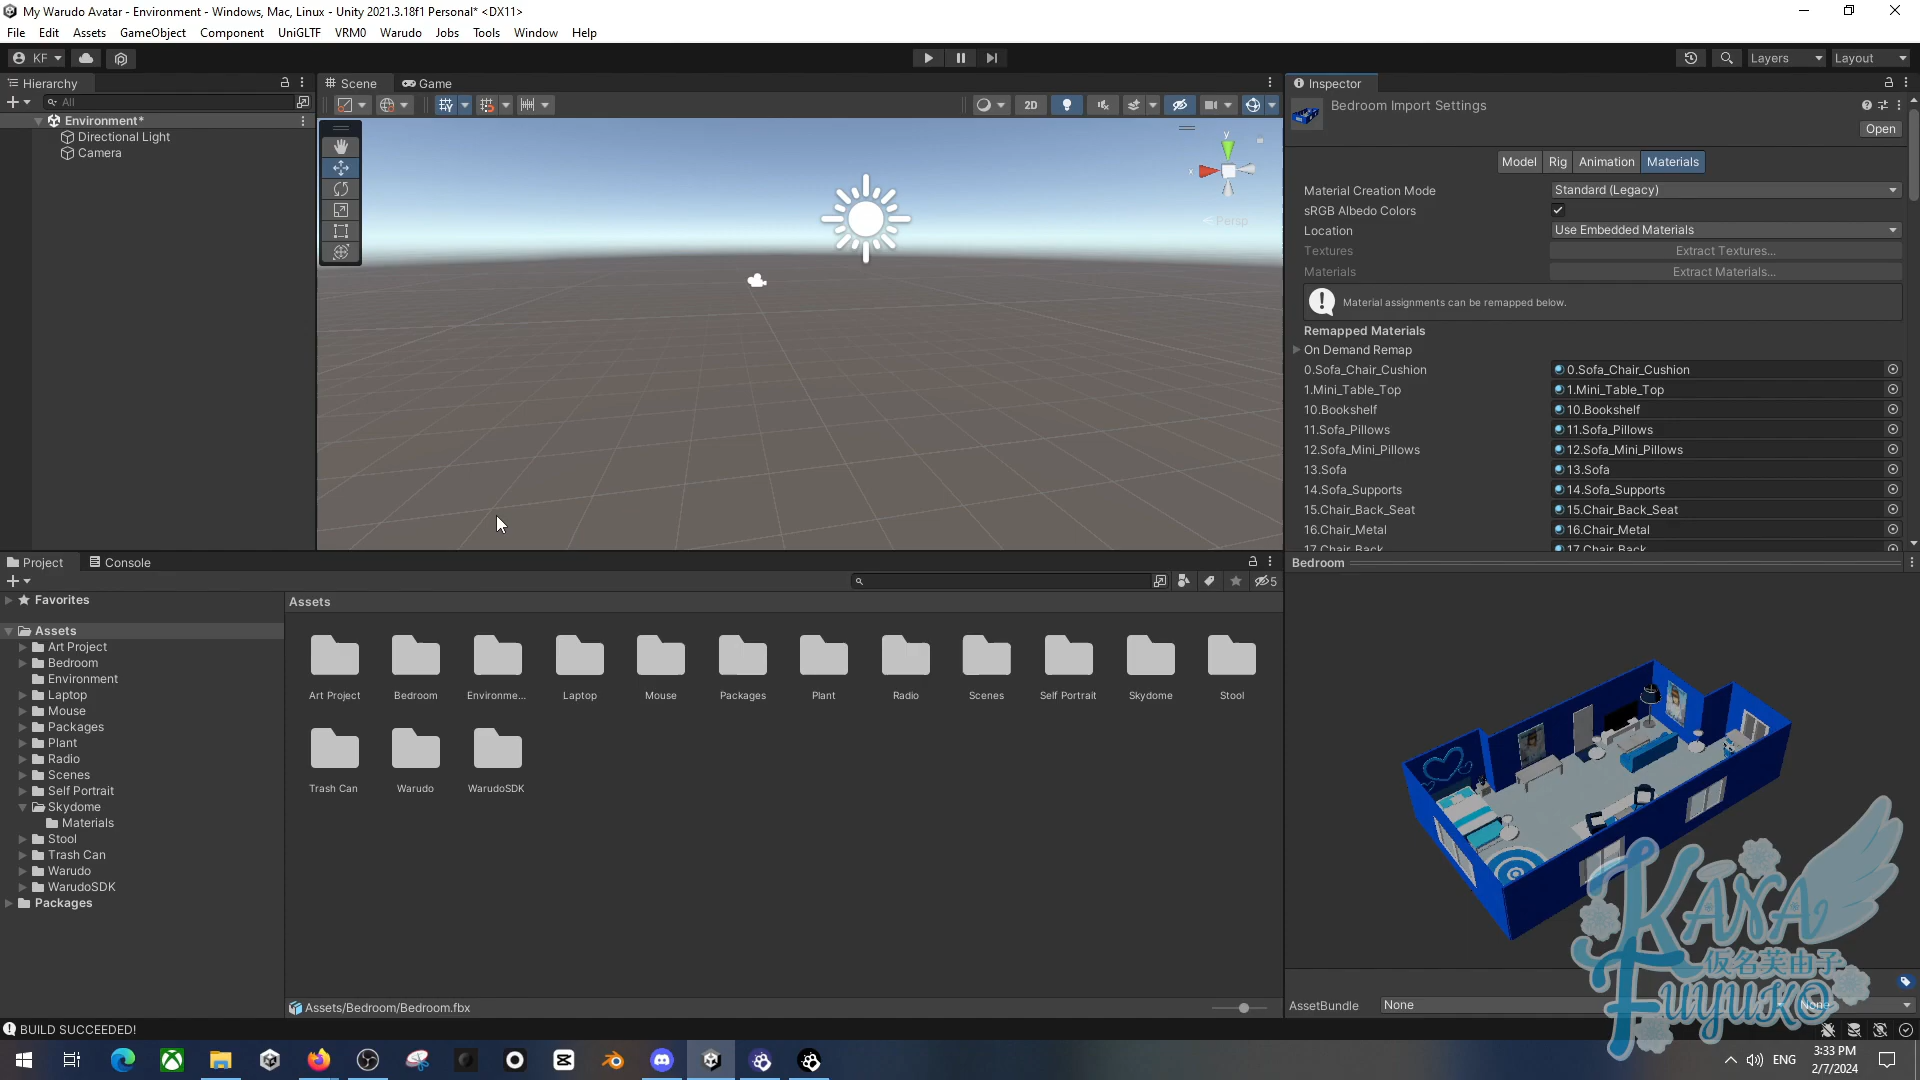 My Warudo Avatar - Environment - Windows, Mac, Linux - Unity 2021.3.18f1 Personal* <DX11>
File Edit Assets GameObject Component UniGLTF VRM0 Warudo Jobs Tools Window Help
KF
Layers Layout
Hierarchy
All
Environment*
Directional Light
Camera
Scene Game
2D
y
x
Persp
Inspector
Bedroom Import Settings
Open
Model Rig Animation Materials
Material Creation Mode Standard (Legacy)
sRGB Albedo Colors
Location Use Embedded Materials
Textures Extract Textures...
Materials Extract Materials...
Material assignments can be remapped below.
Remapped Materials
On Demand Remap
0.Sofa_Chair_Cushion 0.Sofa_Chair_Cushion
1.Mini_Table_Top 1.Mini_Table_Top
10.Bookshelf 10.Bookshelf
11.Sofa_Pillows 11.Sofa_Pillows
12.Sofa_Mini_Pillows 12.Sofa_Mini_Pillows
13.Sofa 13.Sofa
14.Sofa_Supports 14.Sofa_Supports
15.Chair_Back_Seat 15.Chair_Back_Seat
16.Chair_Metal 16.Chair_Metal
17.Chair_Back 17.Chair_Back
Project Console
5
Favorites
Assets
Art Project
Bedroom
Environment
Laptop
Mouse
Packages
Plant
Radio
Scenes
Self Portrait
Skydome
Materials
Stool
Trash Can
Warudo
WarudoSDK
Packages
Assets
Art Project Bedroom Environme... Laptop Mouse Packages Plant Radio Scenes Self Portrait Skydome Stool
Trash Can Warudo WarudoSDK
Assets/Bedroom/Bedroom.fbx
Bedroom
AssetBundle None None
KANA
仮名芙由子
FUYUKO
BUILD SUCCEEDED!
ENG
3:33 PM
2/7/2024